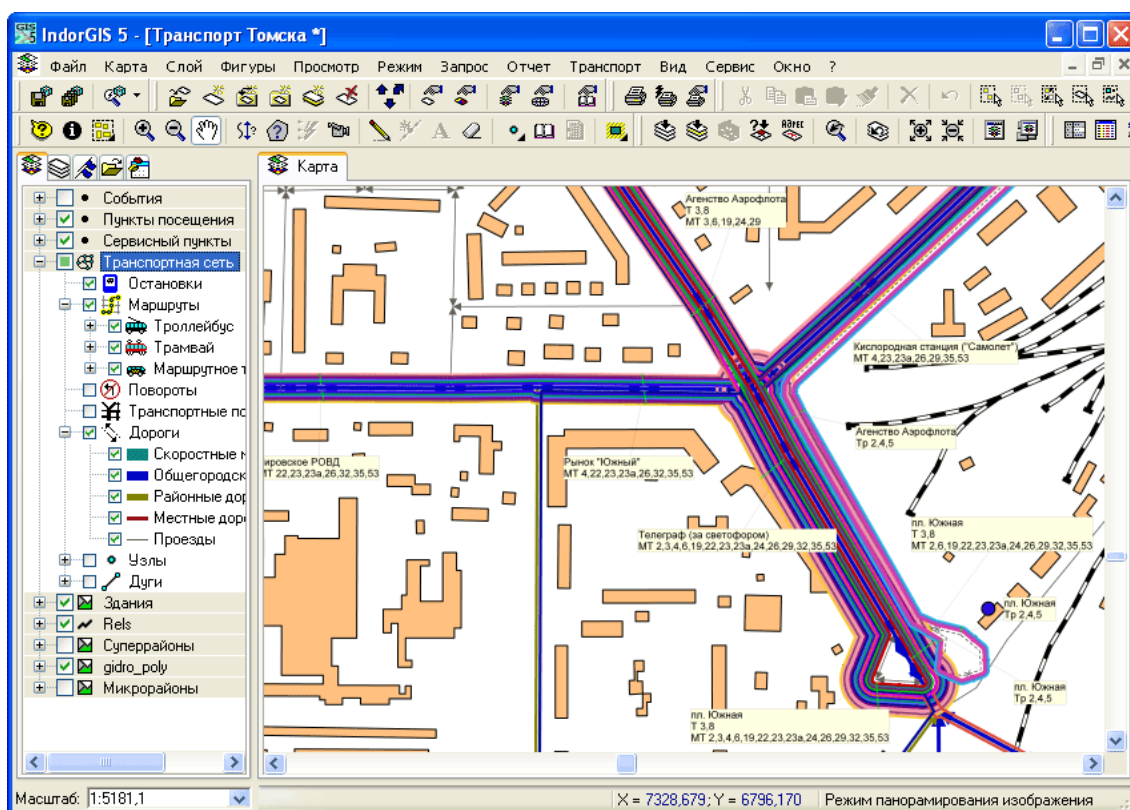 IndorGIS 5 - [Транспорт Томска *]
Файл Карта Слой Фигуры Просмотр Режим Запрос Отчет Транспорт Вид Сервис Окно ?
Карта
События
Пункты посещения
Сервисный пункты
Транспортная сеть
Остановки
Маршруты
Троллейбус
Трамвай
Маршрутное т
Повороты
Транспортные по
Дороги
Скоростные м
Общегородск
Районные дор
Местные доро
Проезды
Узлы
Дуги
Здания
Rels
Суперрайоны
gidro_poly
Микрорайоны
Агенство Аэрофлота
Т 3,8
МТ 3,6,19,24,29
Кислородная станция ("Самолет")
МТ 4,23,23а,26,29,35,53
Агенство Аэрофлота
Тр 2,4,5
ировское РОВД
МТ 22,23,23а,26,32,35,53
Рынок "Южный"
МТ 4,22,23,23а,26,32,35,53
Телеграф (за светофором)
МТ 2,3,4,6,19,22,23,23а,24,26,29,32,35,53
пл. Южная
Т 3,8
МТ 2,6,19,22,23,23а,24,26,29,32,35,53
пл. Южная
Тр 2,4,5
пл. Южная
Тр 2,4,5
пл. Южная
Т 3,8
МТ 2,3,4,6,19,22,23,23а,24,26,29,32,35,53
Масштаб: 1:5181,1
X = 7328,679; Y = 6796,170 Режим панорамирования изображения